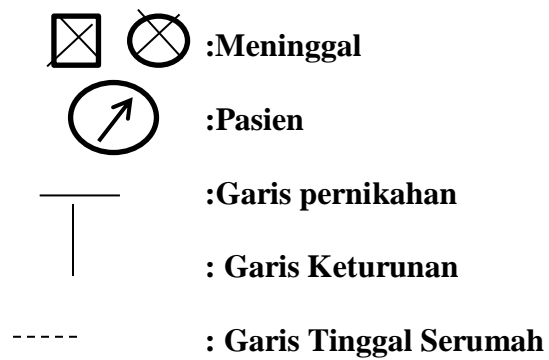 :Meninggal
:Pasien
:Garis pernikahan
: Garis Keturunan
: Garis Tinggal Serumah